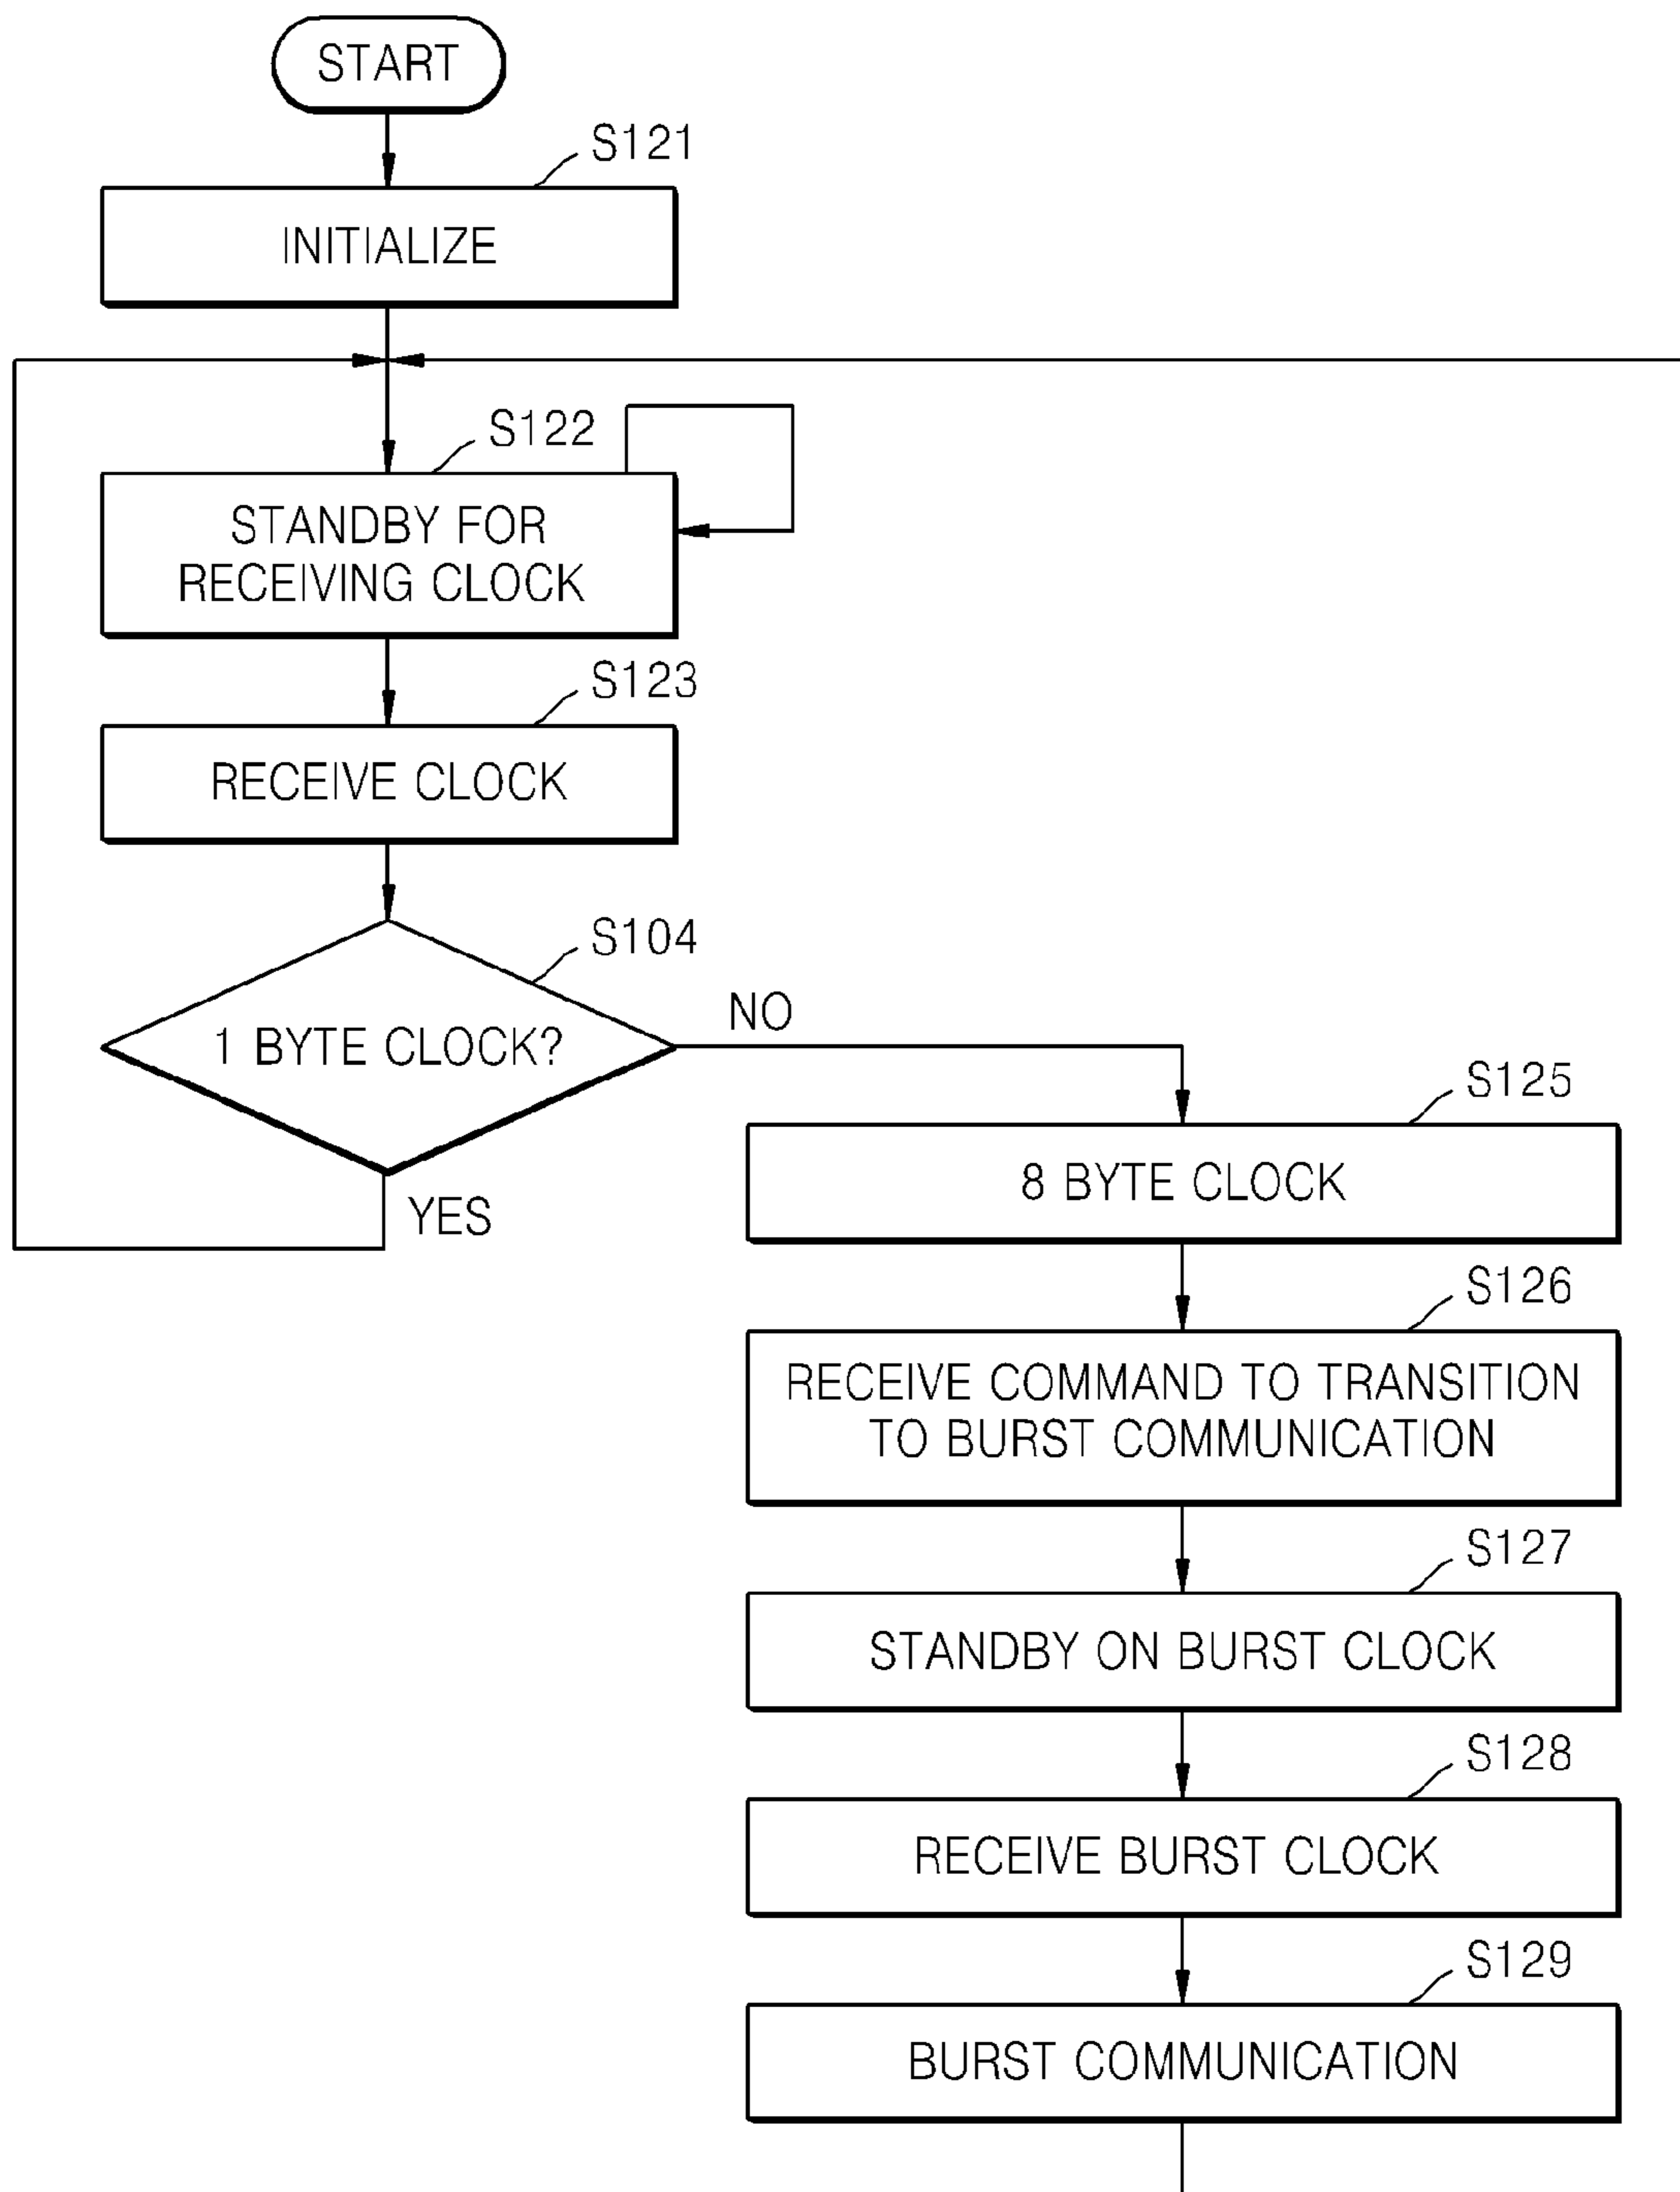 START
S121
INITIALIZE
S122
STANDBY FOR
RECEIVING CLOCK
S123
RECEIVE CLOCK
S104
1 BYTE CLOCK?
NO
YES
S125
8 BYTE CLOCK
S126
RECEIVE COMMAND TO TRANSITION
TO BURST COMMUNICATION
S127
STANDBY ON BURST CLOCK
S128
RECEIVE BURST CLOCK
S129
BURST COMMUNICATION